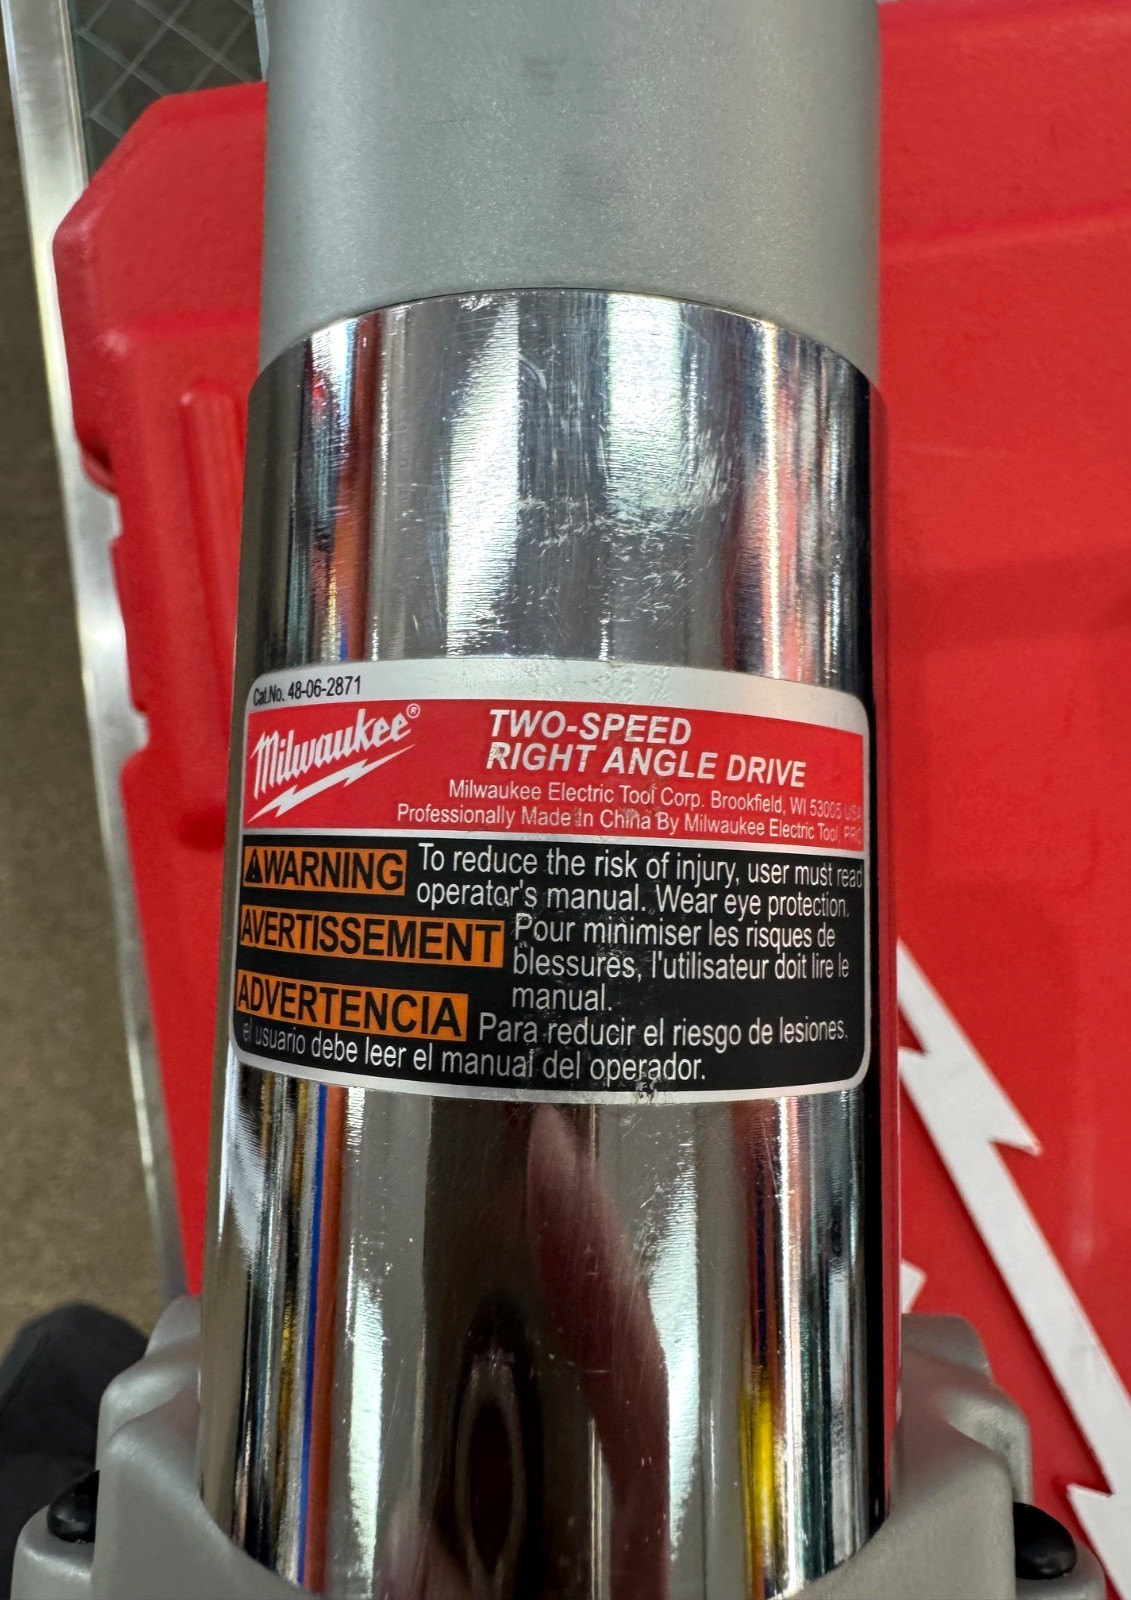 Cat.No. 48-06-2871
Milwaukee®
TWO-SPEED
RIGHT ANGLE DRIVE
Milwaukee Electric Tool Corp. Brookfield, WI 53005 USA
Professionally Made In China By Milwaukee Electric Tool, PRC
WARNING To reduce the risk of injury, user must read
operator's manual. Wear eye protection.
AVERTISSEMENT Pour minimiser les risques de
blessures, l'utilisateur doit lire le
manual.
ADVERTENCIA Para reducir el riesgo de lesiones,
el usuario debe leer el manual del operador.